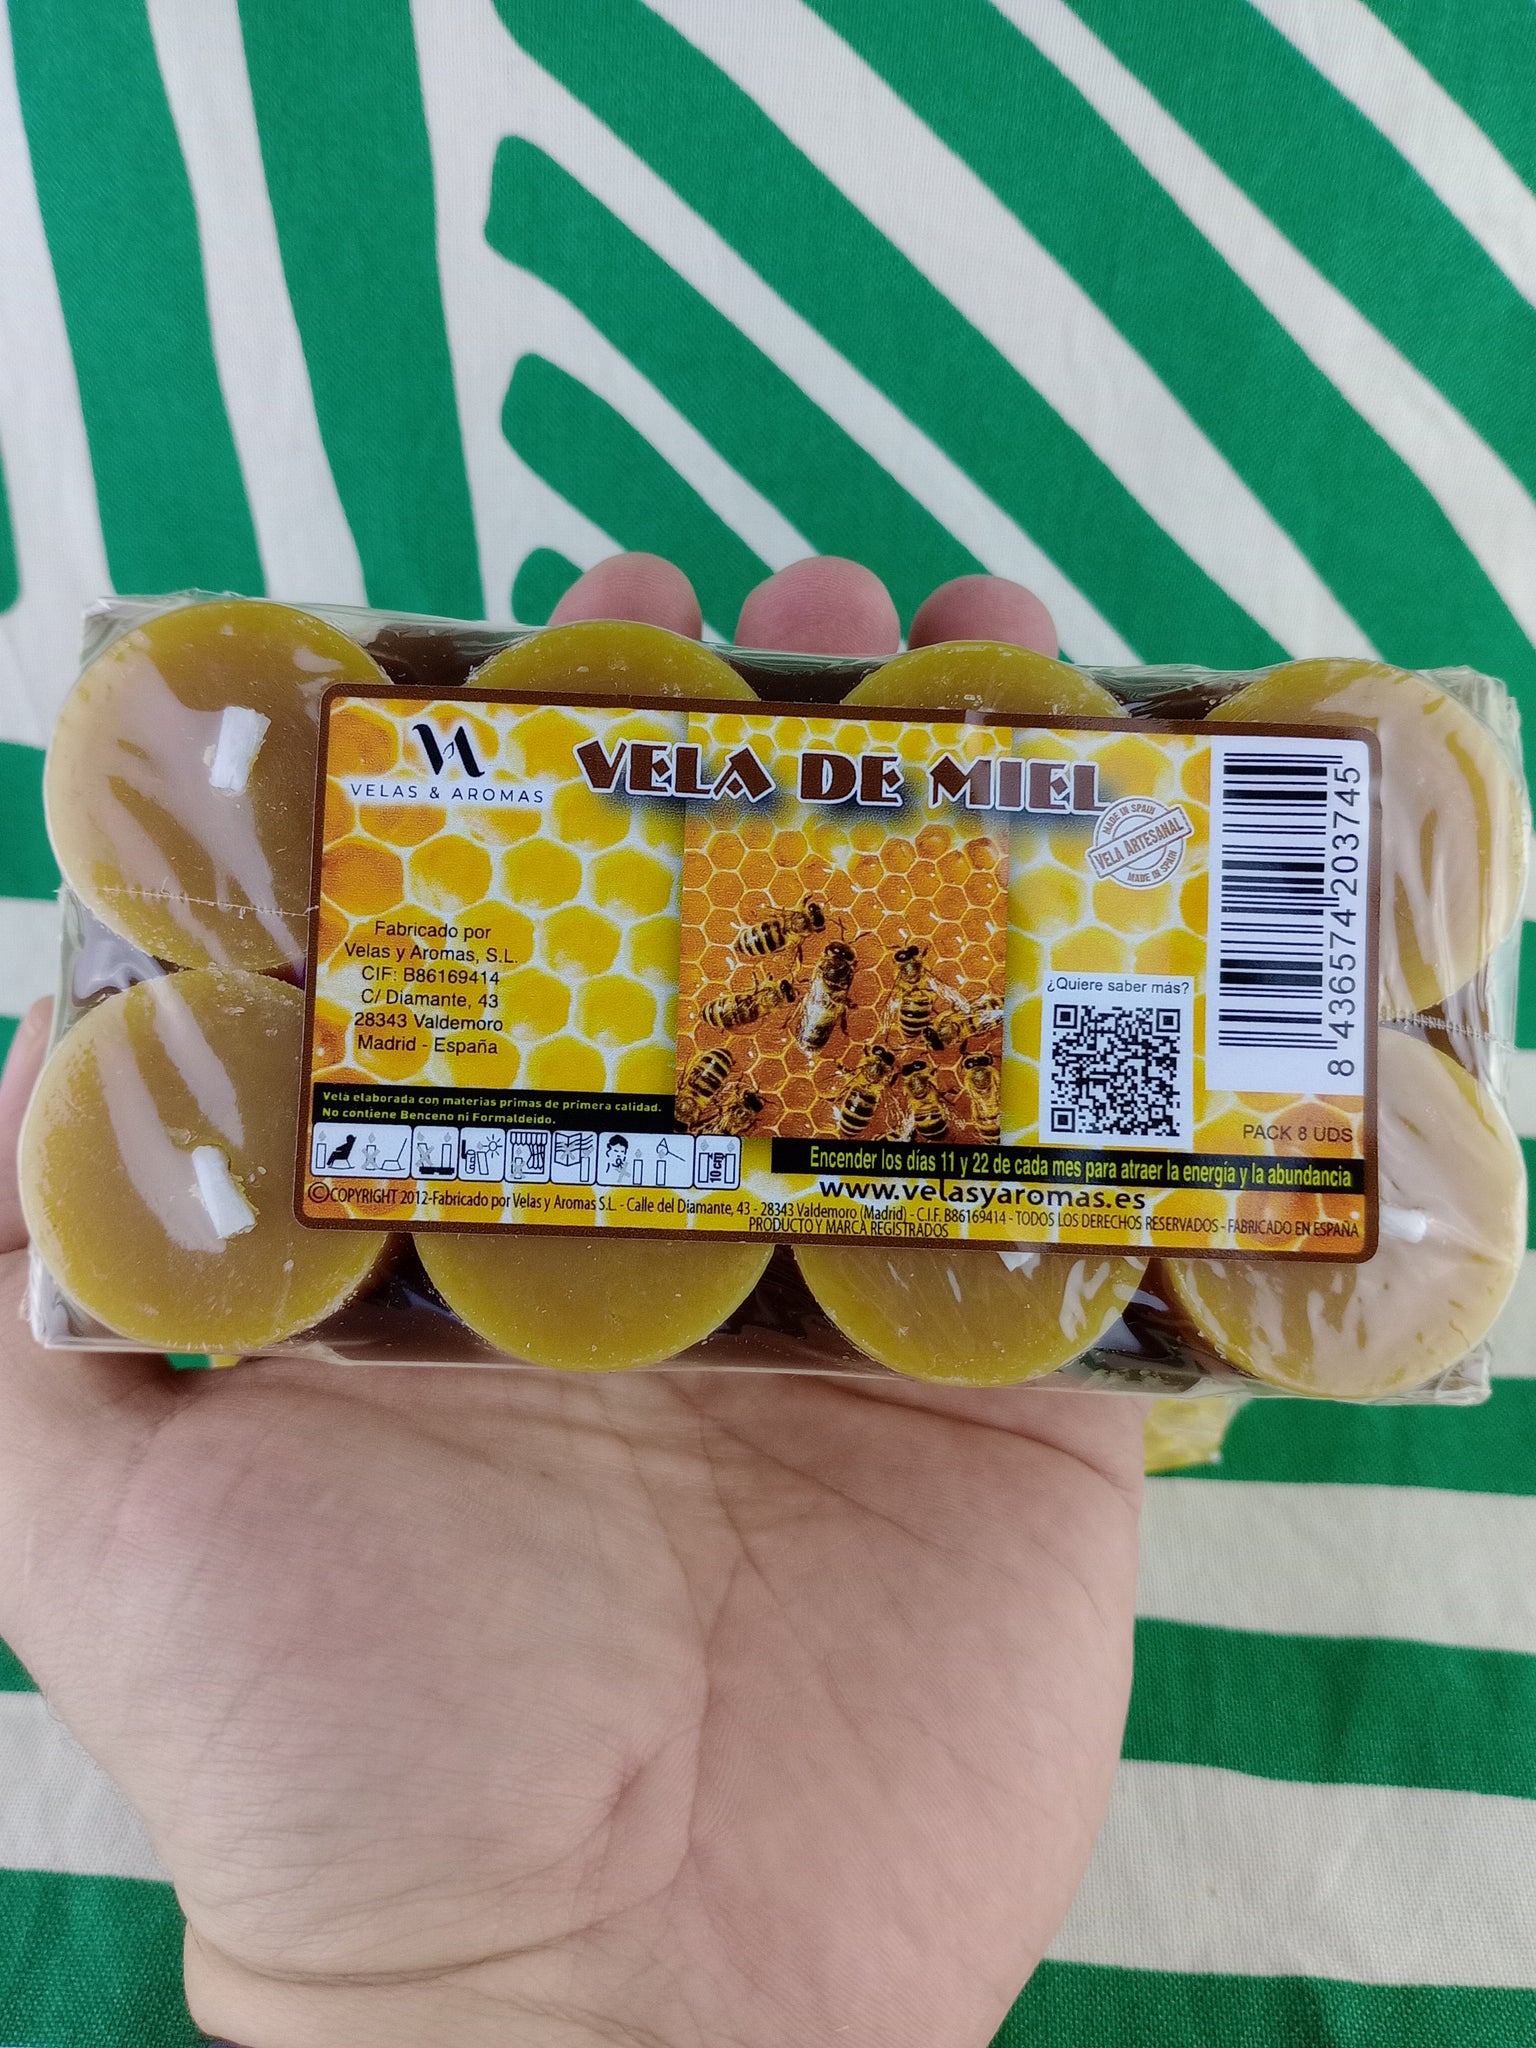 VELAS & AROMAS
VELA DE MIEL
MADE IN SPAIN
VELA ARTESANAL
MADE IN SPAIN
8 436574 203745
Fabricado por
Velas y Aromas, S.L.
CIF: B86169414
C/ Diamante, 43
28343 Valdemoro
Madrid - España
¿Quiere saber más?
PACK 8 UDS
Vela elaborada con materias primas de primera calidad.
No contiene Benceno ni Formaldeido.
10 cm
Encender los días 11 y 22 de cada mes para atraer la energía y la abundancia
www.velasyaromas.es
©COPYRIGHT 2012-Fabricado por Velas y Aromas S.L. - Calle del Diamante, 43 - 28343 Valdemoro (Madrid) - C.I.F. B86169414 - TODOS LOS DERECHOS RESERVADOS - FABRICADO EN ESPAÑA
PRODUCTO Y MARCA REGISTRADOS